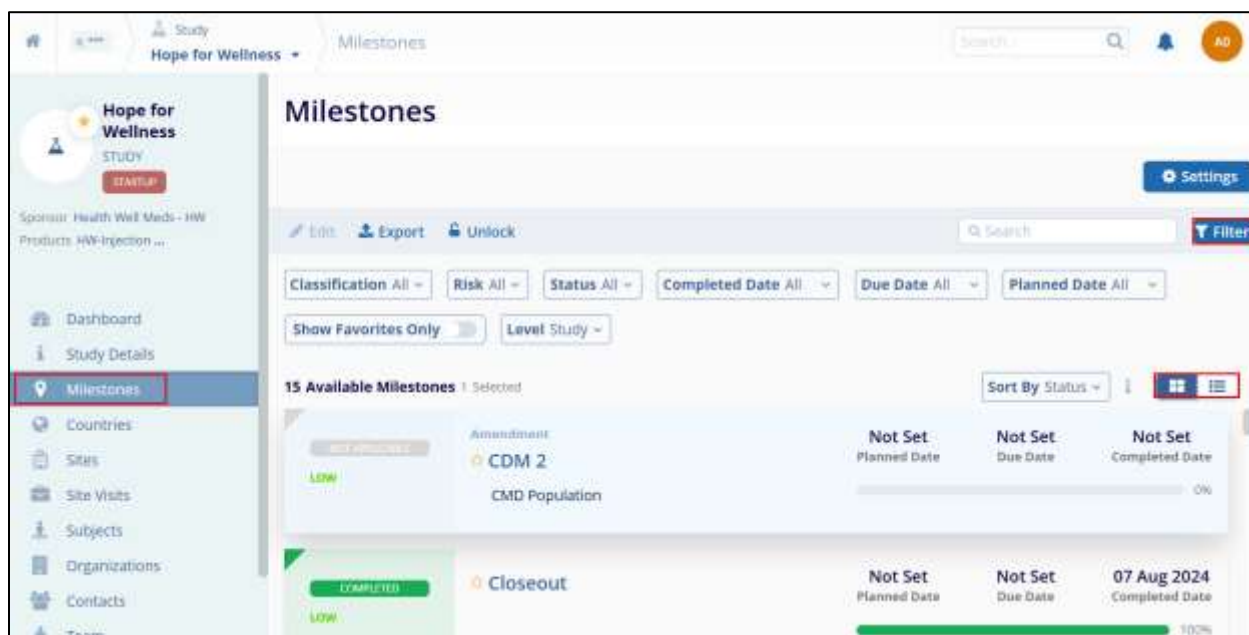 Study
Hope for Wellness
Milestones
Search...
AD
Hope for
Wellness
STUDY
STARTUP
Sponsor Health Well Meds - HW
Products HW-Injection ...
Milestones
Settings
Edit
Export
Unlock
Search
Filter
Classification All
Risk All
Status All
Completed Date All
Due Date All
Planned Date All
Show Favorites Only
Level Study
Dashboard
Study Details
Milestones
Countries
Sites
Site Visits
Subjects
Organizations
Contacts
Team
15 Available Milestones 1 Selected
Sort By Status
Amendment
CDM 2
CMD Population
LOW
Not Set
Planned Date
Not Set
Due Date
Not Set
Completed Date
0%
COMPLETED
LOW
Closeout
Not Set
Planned Date
Not Set
Due Date
07 Aug 2024
Completed Date
100%